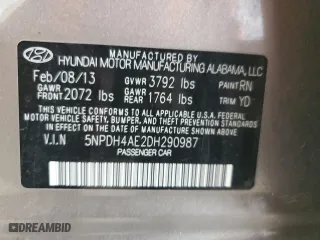 MANUFACTURED BY
HYUNDAI MOTOR MANUFACTURING ALABAMA, LLC
Feb/08/13 GVWR 3792 lbs PAINT RN
GAWR FRONT 2072 lbs GAWR REAR 1764 lbs TRIM YD
THIS VEHICLE CONFORMS TO ALL APPLICABLE U.S. FEDERAL MOTOR VEHICLE SAFETY, BUMPER, AND THEFT PREVENTION STANDARDS IN EFFECT ON THE DATE OF MANUFACTURE SHOWN ABOVE.
V.I.N 5NPDH4AE2DH290987
PASSENGER CAR